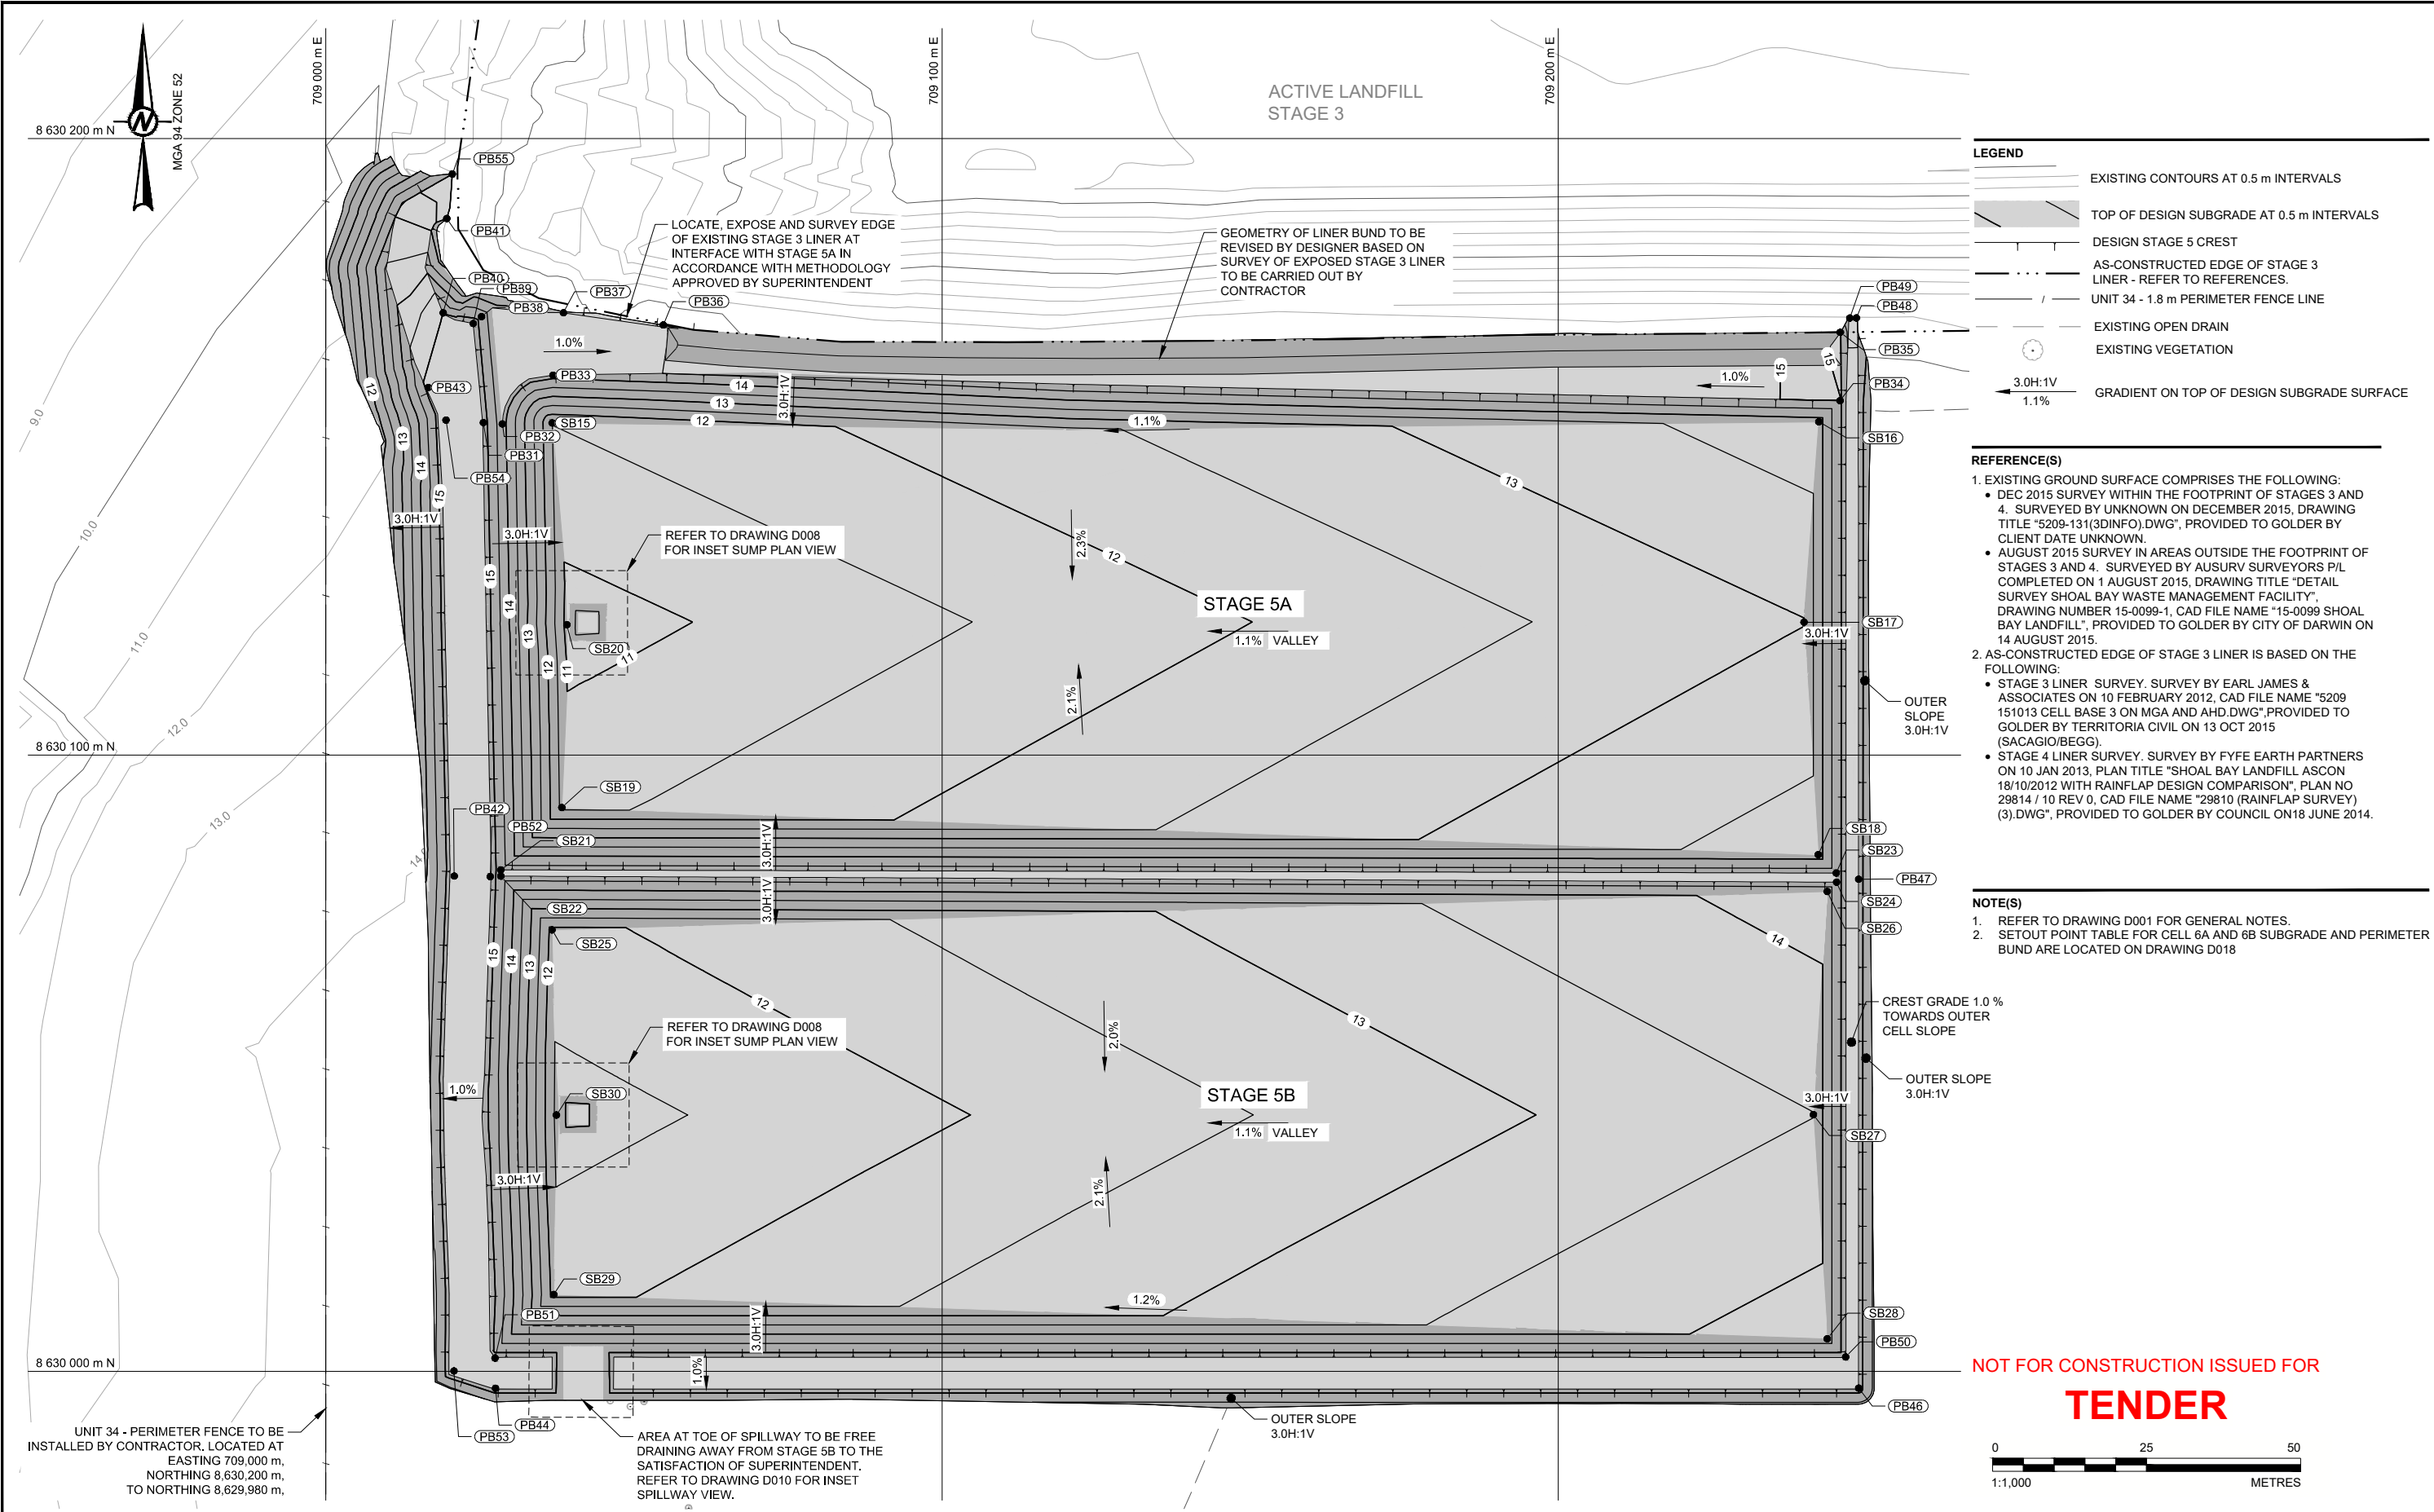 MGA 94 ZONE 52
709 000 m E
709 100 m E
709 200 m E
8 630 200 m N
8 630 100 m N
8 630 000 m N
ACTIVE LANDFILL
STAGE 3
PB55
PB41
PB40
PB39
PB38
PB37
PB36
LOCATE, EXPOSE AND SURVEY EDGE
OF EXISTING STAGE 3 LINER AT
INTERFACE WITH STAGE 5A IN
ACCORDANCE WITH METHODOLOGY
APPROVED BY SUPERINTENDENT
GEOMETRY OF LINER BUND TO BE
REVISED BY DESIGNER BASED ON
SURVEY OF EXPOSED STAGE 3 LINER
TO BE CARRIED OUT BY
CONTRACTOR
PB49
PB48
PB35
PB34
1.0%
1.0%
15
15
PB33
PB43
14
13
12
3.0H:1V
1.1%
SB15
PB32
PB31
PB54
SB16
12
13
14
15
3.0H:1V
3.0H:1V
9.0
10.0
11.0
12.0
13.0
14.0
REFER TO DRAWING D008
FOR INSET SUMP PLAN VIEW
2.3%
12
13
15
14
13
12
11
11
SB20
STAGE 5A
1.1% VALLEY
SB17
3.0H:1V
2.1%
OUTER
SLOPE
3.0H:1V
SB19
PB42
PB52
SB21
3.0H:1V
3.0H:1V
SB18
SB23
PB47
SB24
SB26
SB22
SB25
15
14
13
12
12
13
14
REFER TO DRAWING D008
FOR INSET SUMP PLAN VIEW
2.0%
CREST GRADE 1.0 %
TOWARDS OUTER
CELL SLOPE
1.0%
SB30
STAGE 5B
1.1% VALLEY
3.0H:1V
OUTER SLOPE
3.0H:1V
SB27
3.0H:1V
2.1%
SB29
1.2%
PB51
3.0H:1V
SB28
PB50
1.0%
PB46
PB44
PB53
OUTER SLOPE
3.0H:1V
UNIT 34 - PERIMETER FENCE TO BE
INSTALLED BY CONTRACTOR. LOCATED AT
EASTING 709,000 m,
NORTHING 8,630,200 m,
TO NORTHING 8,629,980 m,
AREA AT TOE OF SPILLWAY TO BE FREE
DRAINING AWAY FROM STAGE 5B TO THE
SATISFACTION OF SUPERINTENDENT.
REFER TO DRAWING D010 FOR INSET
SPILLWAY VIEW.
LEGEND
EXISTING CONTOURS AT 0.5 m INTERVALS
TOP OF DESIGN SUBGRADE AT 0.5 m INTERVALS
DESIGN STAGE 5 CREST
AS-CONSTRUCTED EDGE OF STAGE 3
LINER - REFER TO REFERENCES.
UNIT 34 - 1.8 m PERIMETER FENCE LINE
EXISTING OPEN DRAIN
EXISTING VEGETATION
3.0H:1V
1.1%
GRADIENT ON TOP OF DESIGN SUBGRADE SURFACE
REFERENCE(S)
1. EXISTING GROUND SURFACE COMPRISES THE FOLLOWING:
• DEC 2015 SURVEY WITHIN THE FOOTPRINT OF STAGES 3 AND
4. SURVEYED BY UNKNOWN ON DECEMBER 2015, DRAWING
TITLE "5209-131(3DINFO).DWG", PROVIDED TO GOLDER BY
CLIENT DATE UNKNOWN.
• AUGUST 2015 SURVEY IN AREAS OUTSIDE THE FOOTPRINT OF
STAGES 3 AND 4. SURVEYED BY AUSURV SURVEYORS P/L
COMPLETED ON 1 AUGUST 2015, DRAWING TITLE "DETAIL
SURVEY SHOAL BAY WASTE MANAGEMENT FACILITY",
DRAWING NUMBER 15-0099-1, CAD FILE NAME "15-0099 SHOAL
BAY LANDFILL", PROVIDED TO GOLDER BY CITY OF DARWIN ON
14 AUGUST 2015.
2. AS-CONSTRUCTED EDGE OF STAGE 3 LINER IS BASED ON THE
FOLLOWING:
• STAGE 3 LINER SURVEY. SURVEY BY EARL JAMES &
ASSOCIATES ON 10 FEBRUARY 2012, CAD FILE NAME "5209
151013 CELL BASE 3 ON MGA AND AHD.DWG",PROVIDED TO
GOLDER BY TERRITORIA CIVIL ON 13 OCT 2015
(SACAGIO/BEGG).
• STAGE 4 LINER SURVEY. SURVEY BY FYFE EARTH PARTNERS
ON 10 JAN 2013, PLAN TITLE "SHOAL BAY LANDFILL ASCON
18/10/2012 WITH RAINFLAP DESIGN COMPARISON", PLAN NO
29814 / 10 REV 0, CAD FILE NAME "29810 (RAINFLAP SURVEY)
(3).DWG", PROVIDED TO GOLDER BY COUNCIL ON18 JUNE 2014.
NOTE(S)
1. REFER TO DRAWING D001 FOR GENERAL NOTES.
2. SETOUT POINT TABLE FOR CELL 6A AND 6B SUBGRADE AND PERIMETER
BUND ARE LOCATED ON DRAWING D018
NOT FOR CONSTRUCTION ISSUED FOR
TENDER
0 25 50
1:1,000 METRES